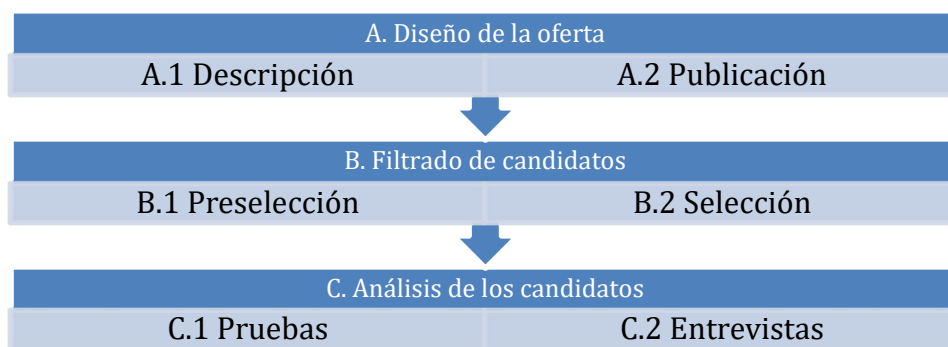 A. Diseño de la oferta
A.1 Descripción
A.2 Publicación
B. Filtrado de candidatos
B.1 Preselección
B.2 Selección
C. Análisis de los candidatos
C.1 Pruebas
C.2 Entrevistas